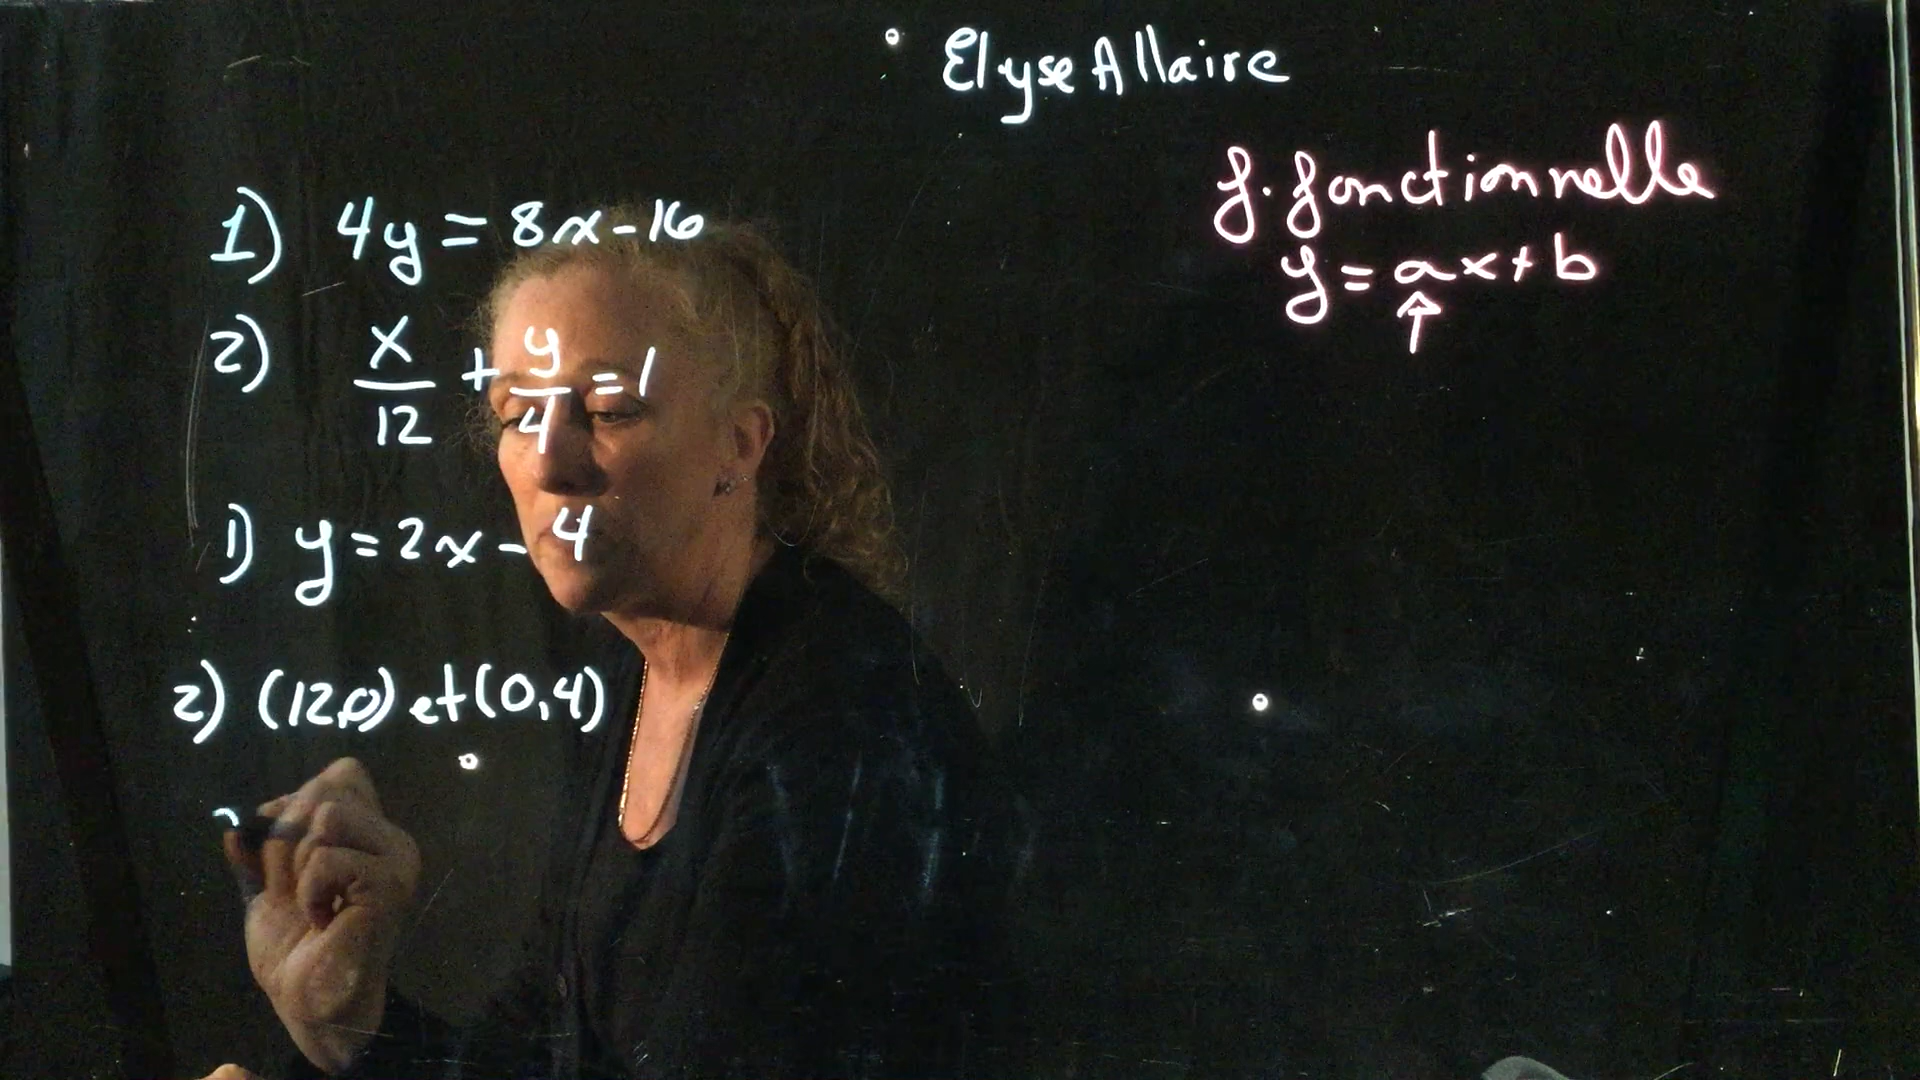 Elyse Allaire
f. fonctionnelle
y = ax + b
↑
1) 4y = 8x - 16
2) x/12 + y/4 = 1
1) y = 2x - 4
2) (12,0) et (0,4)